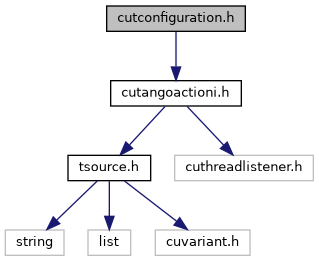 cutconfiguration.h
cutangoactioni.h
tsource.h
cuthreadlistener.h
string
list
cuvariant.h